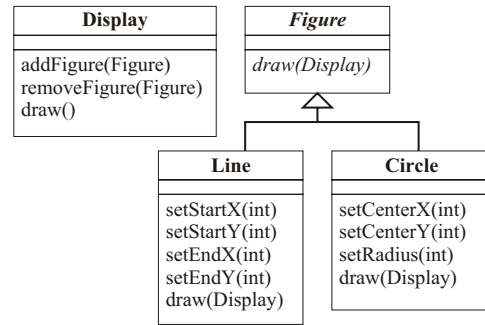 Display
addFigure(Figure)
removeFigure(Figure)
draw()
Figure
draw(Display)
Line
setStartX(int)
setStartY(int)
setEndX(int)
setEndY(int)
draw(Display)
Circle
setCenterX(int)
setCenterY(int)
setRadius(int)
draw(Display)